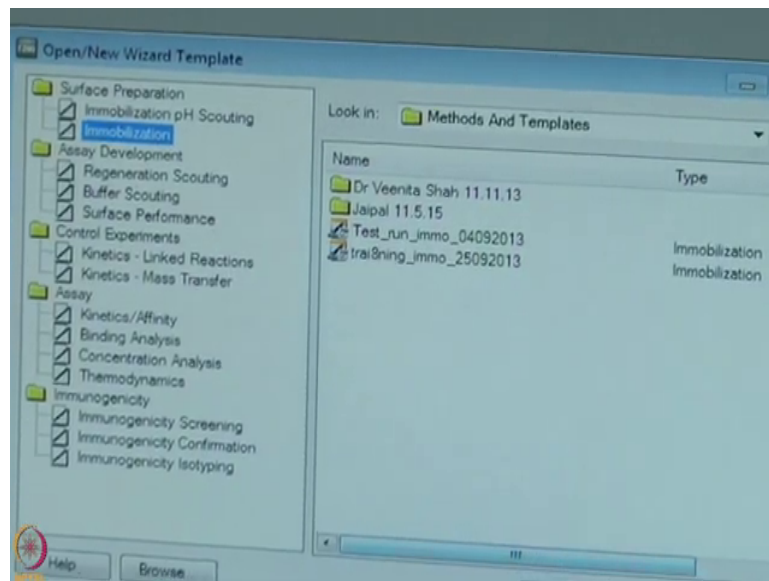 Open/New Wizard Template
Surface Preparation
Immobilization pH Scouting
Immobilization
Assay Development
Regeneration Scouting
Buffer Scouting
Surface Performance
Control Experiments
Kinetics - Linked Reactions
Kinetics - Mass Transfer
Assay
Kinetics/Affinity
Binding Analysis
Concentration Analysis
Thermodynamics
Immunogenicity
Immunogenicity Screening
Immunogenicity Confirmation
Immunogenicity Isotyping
Help
Browse
Look in: Methods And Templates
Name Type
Dr Veenita Shah 11.11.13
Jaipal 11.5.15
Test_run_immo_04092013 Immobilization
trai8ning_immo_25092013 Immobilization